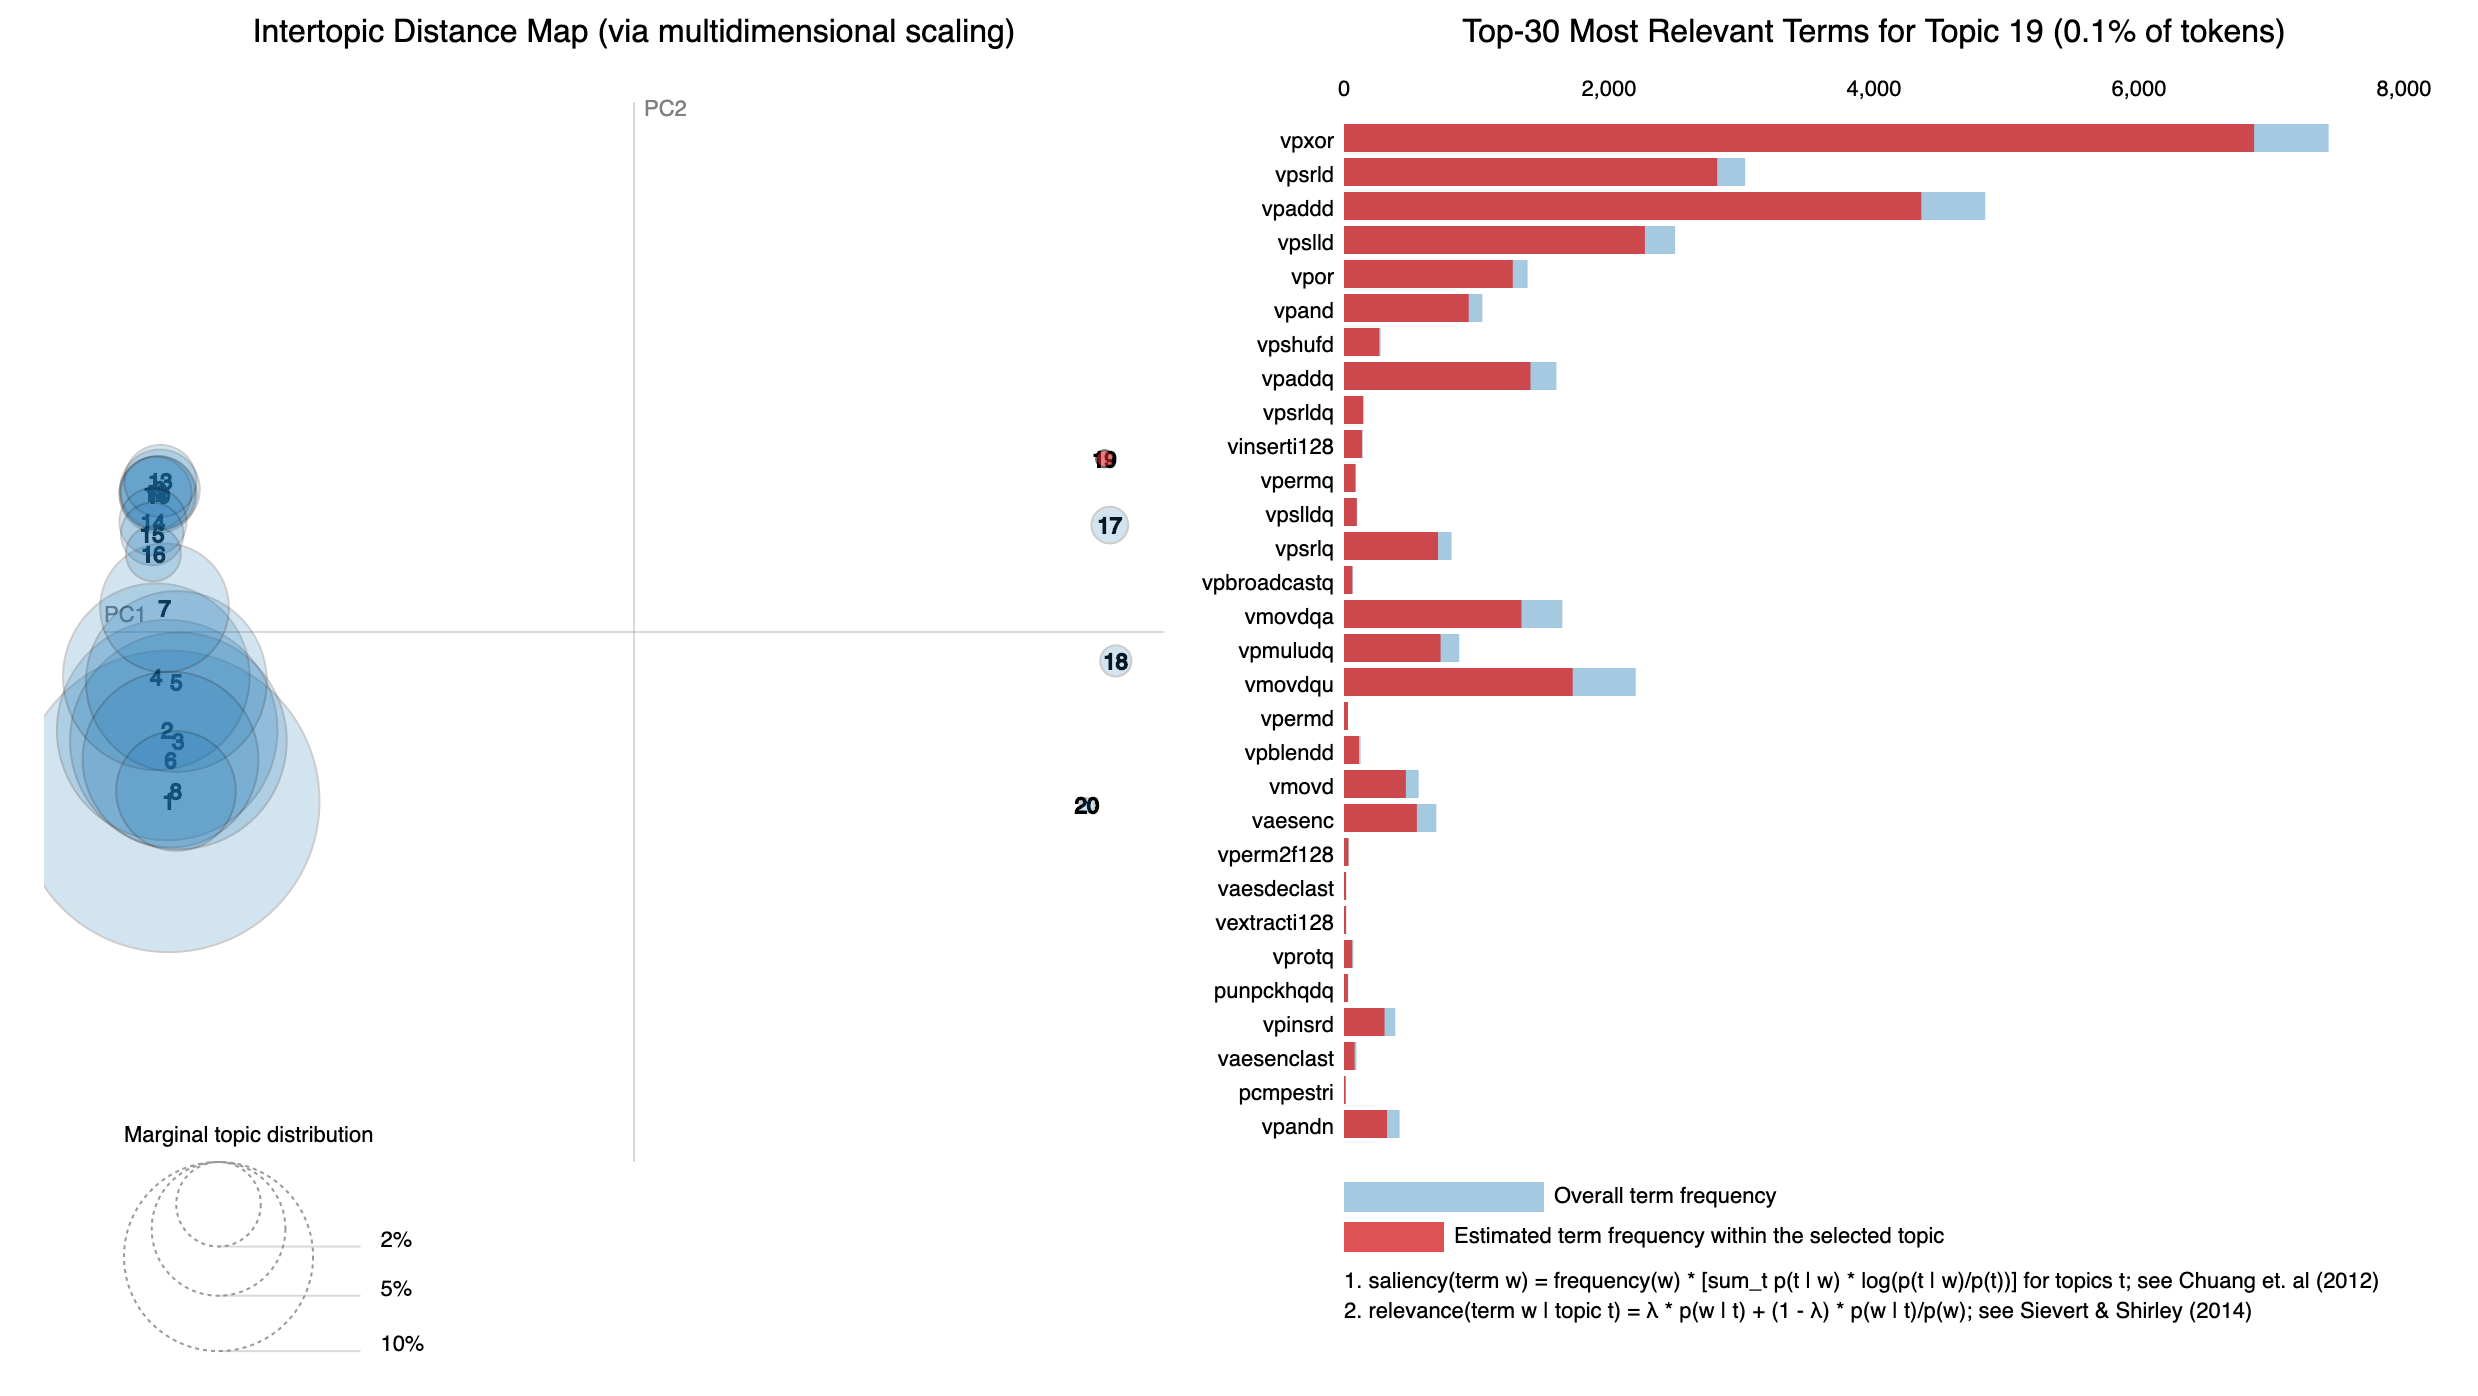 Intertopic Distance Map (via multidimensional scaling)
PC2
PC1
13
14
15
16
7
4
5
2
3
6
8
1
19
17
18
20
Marginal topic distribution
2%
5%
10%
Top-30 Most Relevant Terms for Topic 19 (0.1% of tokens)
0 2,000 4,000 6,000 8,000
vpxor
vpsrld
vpaddd
vpslld
vpor
vpand
vpshufd
vpaddq
vpsrldq
vinserti128
vpermq
vpslldq
vpsrlq
vpbroadcastq
vmovdqa
vpmuludq
vmovdqu
vpermd
vpblendd
vmovd
vaesenc
vperm2f128
vaesdeclast
vextracti128
vprotq
punpckhqdq
vpinsrd
vaesenclast
pcmpestri
vpandn
Overall term frequency
Estimated term frequency within the selected topic
1. saliency(term w) = frequency(w) * [sum_t p(t | w) * log(p(t | w)/p(t))] for topics t; see Chuang et. al (2012)
2. relevance(term w | topic t) = λ * p(w | t) + (1 - λ) * p(w | t)/p(w); see Sievert & Shirley (2014)